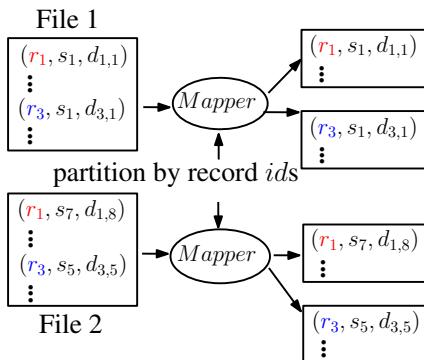 File 1
(r₁, s₁, d₁,₁)
⋮
(r₃, s₁, d₃,₁)
⋮
Mapper
(r₁, s₁, d₁,₁)
⋮
(r₃, s₁, d₃,₁)
⋮
partition by record ids
(r₁, s₇, d₁,₈)
⋮
(r₃, s₅, d₃,₅)
⋮
File 2
Mapper
(r₁, s₇, d₁,₈)
⋮
(r₃, s₅, d₃,₅)
⋮